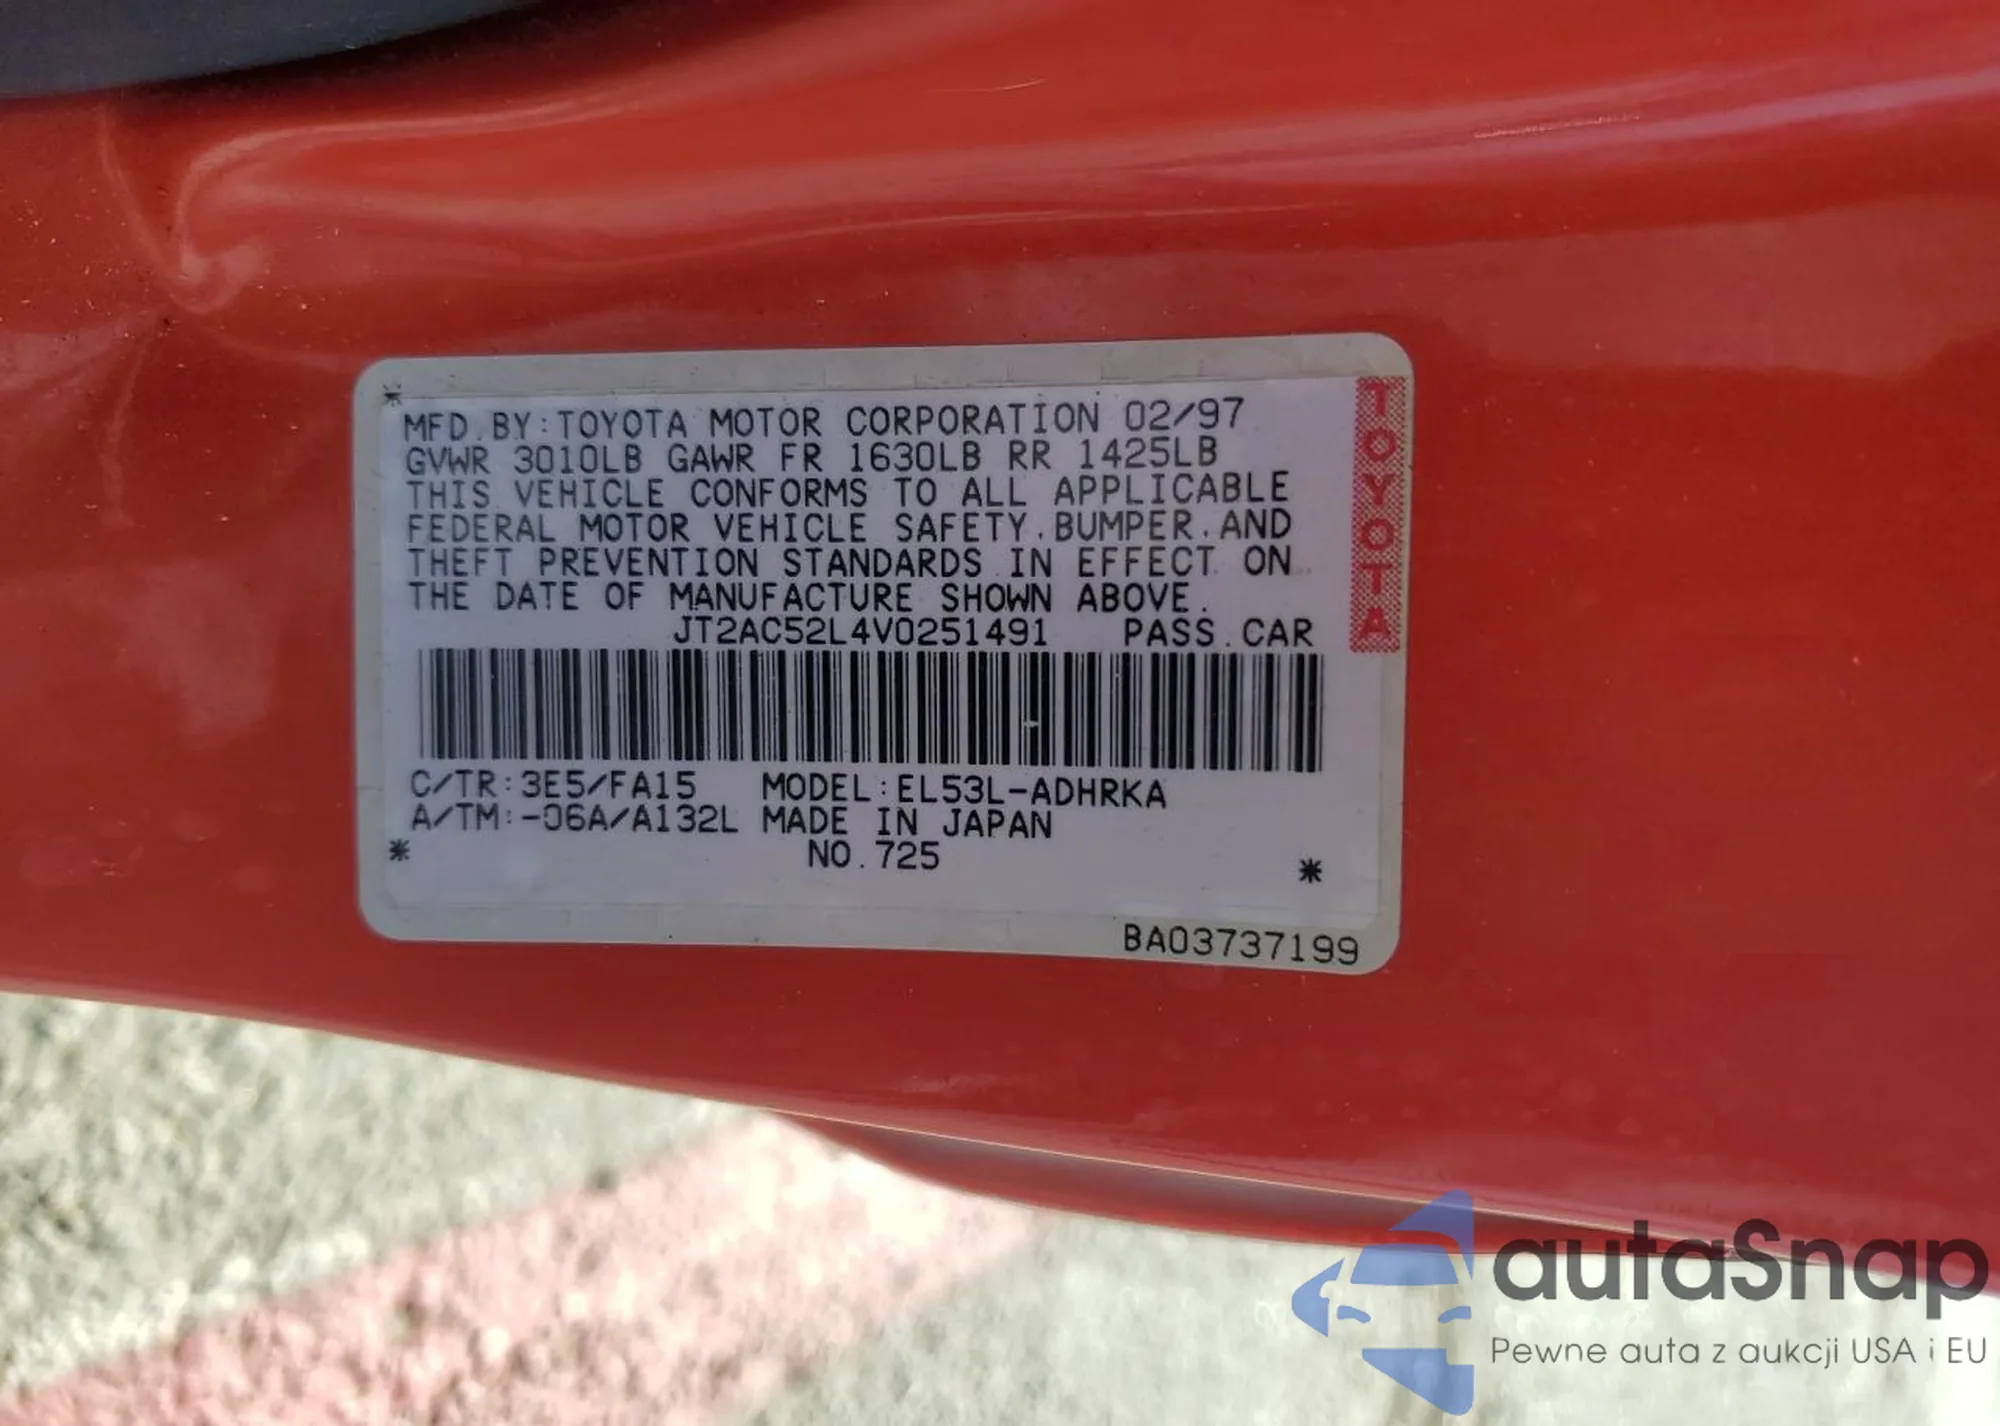 MFD.BY:TOYOTA MOTOR CORPORATION 02/97
GVWR 3010LB GAWR FR 1630LB RR 1425LB
THIS VEHICLE CONFORMS TO ALL APPLICABLE
FEDERAL MOTOR VEHICLE SAFETY.BUMPER.AND
THEFT PREVENTION STANDARDS IN EFFECT ON
THE DATE OF MANUFACTURE SHOWN ABOVE.
JT2AC52L4V0251491 PASS.CAR
C/TR:3E5/FA15 MODEL:EL53L-ADHRKA
A/TM:-06A/A132L MADE IN JAPAN
NO.725
BA03737199
TOYOTA
autaSnap
Pewne auta z aukcji USA i EU